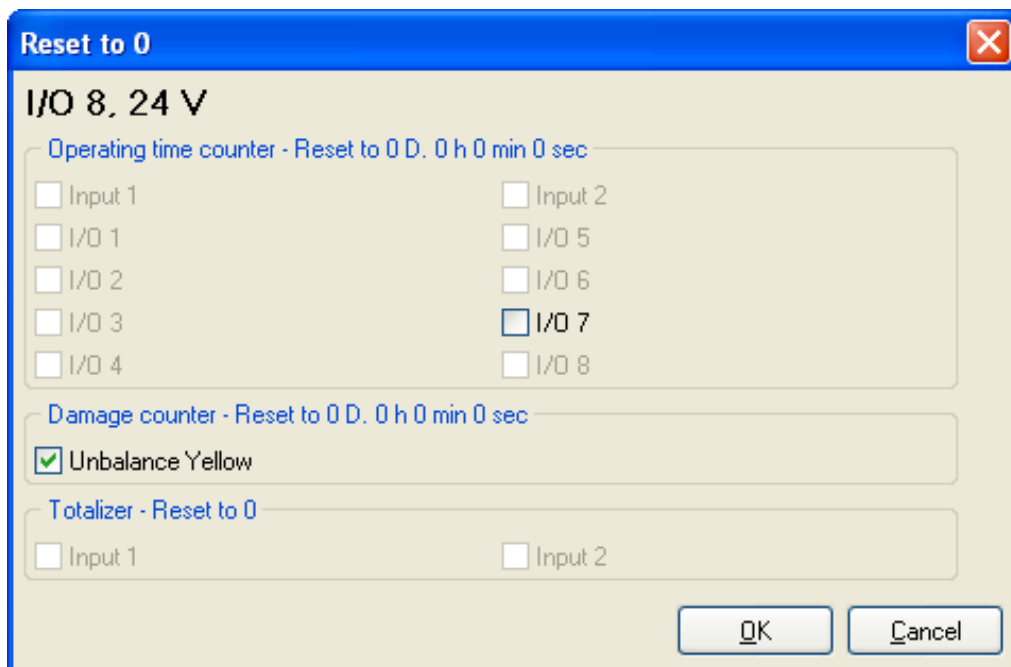 Reset to 0
I/O 8, 24 V
Operating time counter - Reset to 0 D. 0 h 0 min 0 sec
Input 1 Input 2
I/O 1 I/O 5
I/O 2 I/O 6
I/O 3 I/O 7
I/O 4 I/O 8
Damage counter - Reset to 0 D. 0 h 0 min 0 sec
Unbalance Yellow
Totalizer - Reset to 0
Input 1 Input 2
OK Cancel